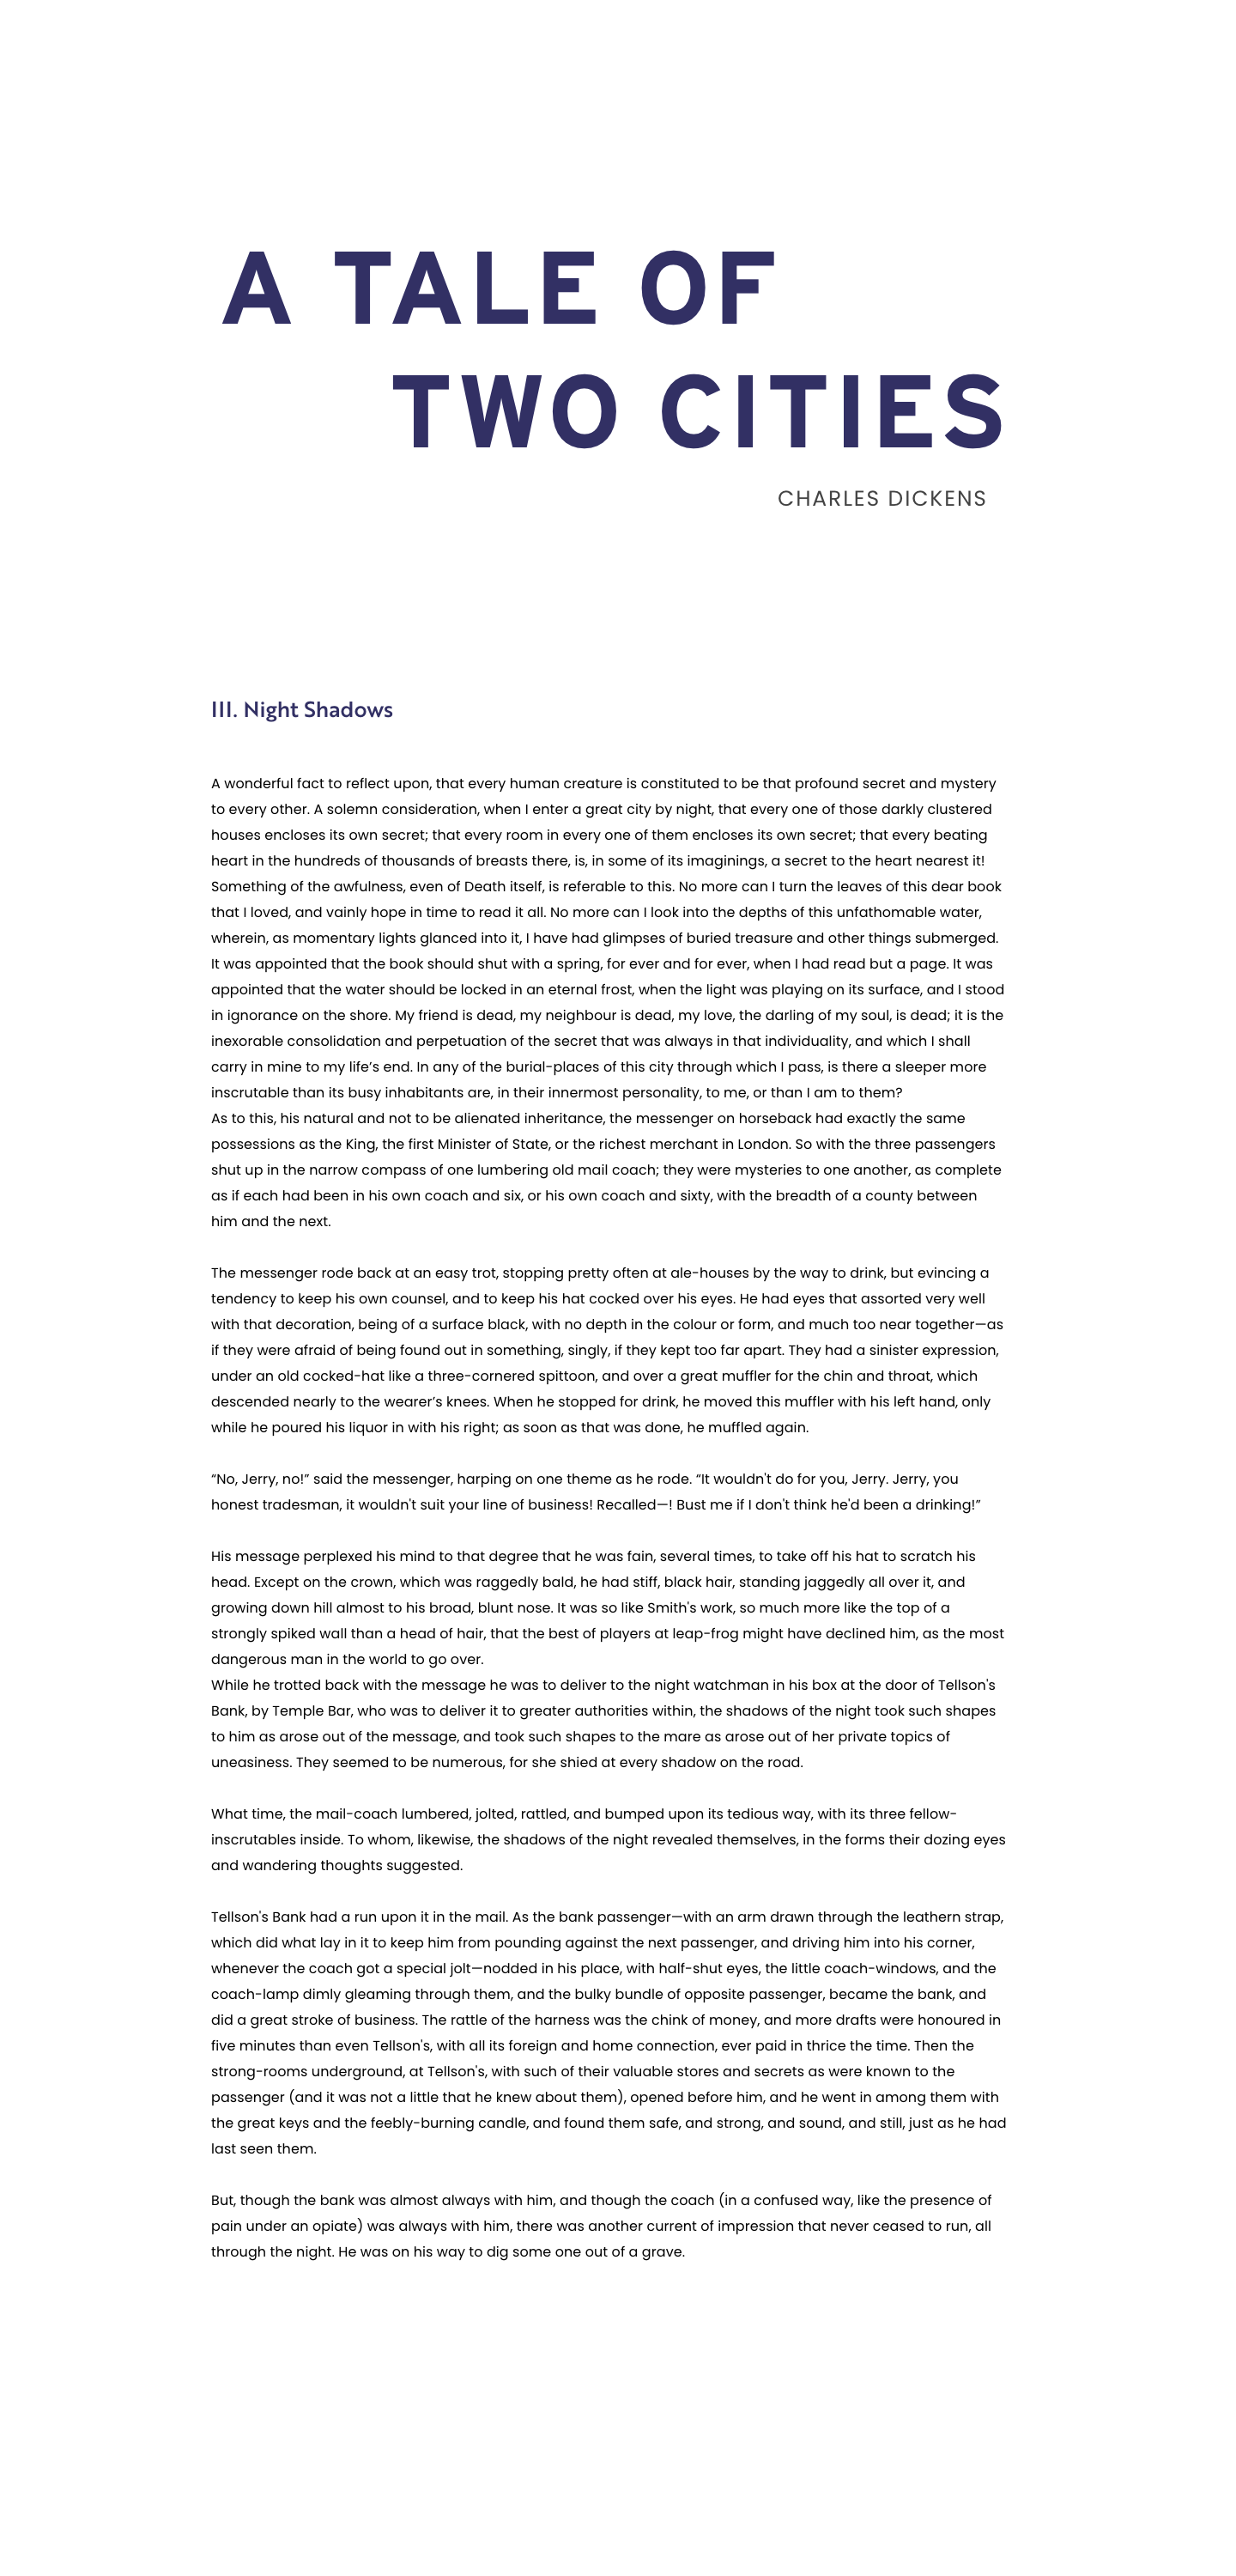 A TALE OF
TWO CITIES
CHARLES DICKENS
III. Night Shadows
A wonderful fact to reflect upon, that every human creature is constituted to be that profound secret and mystery
to every other. A solemn consideration, when I enter a great city by night, that every one of those darkly clustered
houses encloses its own secret; that every room in every one of them encloses its own secret; that every beating
heart in the hundreds of thousands of breasts there, is, in some of its imaginings, a secret to the heart nearest it!
Something of the awfulness, even of Death itself, is referable to this. No more can I turn the leaves of this dear book
that I loved, and vainly hope in time to read it all. No more can I look into the depths of this unfathomable water,
wherein, as momentary lights glanced into it, I have had glimpses of buried treasure and other things submerged.
It was appointed that the book should shut with a spring, for ever and for ever, when I had read but a page. It was
appointed that the water should be locked in an eternal frost, when the light was playing on its surface, and I stood
in ignorance on the shore. My friend is dead, my neighbour is dead, my love, the darling of my soul, is dead; it is the
inexorable consolidation and perpetuation of the secret that was always in that individuality, and which I shall
carry in mine to my life’s end. In any of the burial-places of this city through which I pass, is there a sleeper more
inscrutable than its busy inhabitants are, in their innermost personality, to me, or than I am to them?
As to this, his natural and not to be alienated inheritance, the messenger on horseback had exactly the same
possessions as the King, the first Minister of State, or the richest merchant in London. So with the three passengers
shut up in the narrow compass of one lumbering old mail coach; they were mysteries to one another, as complete
as if each had been in his own coach and six, or his own coach and sixty, with the breadth of a county between
him and the next.
The messenger rode back at an easy trot, stopping pretty often at ale-houses by the way to drink, but evincing a
tendency to keep his own counsel, and to keep his hat cocked over his eyes. He had eyes that assorted very well
with that decoration, being of a surface black, with no depth in the colour or form, and much too near together—as
if they were afraid of being found out in something, singly, if they kept too far apart. They had a sinister expression,
under an old cocked-hat like a three-cornered spittoon, and over a great muffler for the chin and throat, which
descended nearly to the wearer’s knees. When he stopped for drink, he moved this muffler with his left hand, only
while he poured his liquor in with his right; as soon as that was done, he muffled again.
“No, Jerry, no!” said the messenger, harping on one theme as he rode. “It wouldn't do for you, Jerry. Jerry, you
honest tradesman, it wouldn't suit your line of business! Recalled—! Bust me if I don't think he'd been a drinking!”
His message perplexed his mind to that degree that he was fain, several times, to take off his hat to scratch his
head. Except on the crown, which was raggedly bald, he had stiff, black hair, standing jaggedly all over it, and
growing down hill almost to his broad, blunt nose. It was so like Smith's work, so much more like the top of a
strongly spiked wall than a head of hair, that the best of players at leap-frog might have declined him, as the most
dangerous man in the world to go over.
While he trotted back with the message he was to deliver to the night watchman in his box at the door of Tellson's
Bank, by Temple Bar, who was to deliver it to greater authorities within, the shadows of the night took such shapes
to him as arose out of the message, and took such shapes to the mare as arose out of her private topics of
uneasiness. They seemed to be numerous, for she shied at every shadow on the road.
What time, the mail-coach lumbered, jolted, rattled, and bumped upon its tedious way, with its three fellow-
inscrutables inside. To whom, likewise, the shadows of the night revealed themselves, in the forms their dozing eyes
and wandering thoughts suggested.
Tellson's Bank had a run upon it in the mail. As the bank passenger—with an arm drawn through the leathern strap,
which did what lay in it to keep him from pounding against the next passenger, and driving him into his corner,
whenever the coach got a special jolt—nodded in his place, with half-shut eyes, the little coach-windows, and the
coach-lamp dimly gleaming through them, and the bulky bundle of opposite passenger, became the bank, and
did a great stroke of business. The rattle of the harness was the chink of money, and more drafts were honoured in
five minutes than even Tellson's, with all its foreign and home connection, ever paid in thrice the time. Then the
strong-rooms underground, at Tellson's, with such of their valuable stores and secrets as were known to the
passenger (and it was not a little that he knew about them), opened before him, and he went in among them with
the great keys and the feebly-burning candle, and found them safe, and strong, and sound, and still, just as he had
last seen them.
But, though the bank was almost always with him, and though the coach (in a confused way, like the presence of
pain under an opiate) was always with him, there was another current of impression that never ceased to run, all
through the night. He was on his way to dig some one out of a grave.